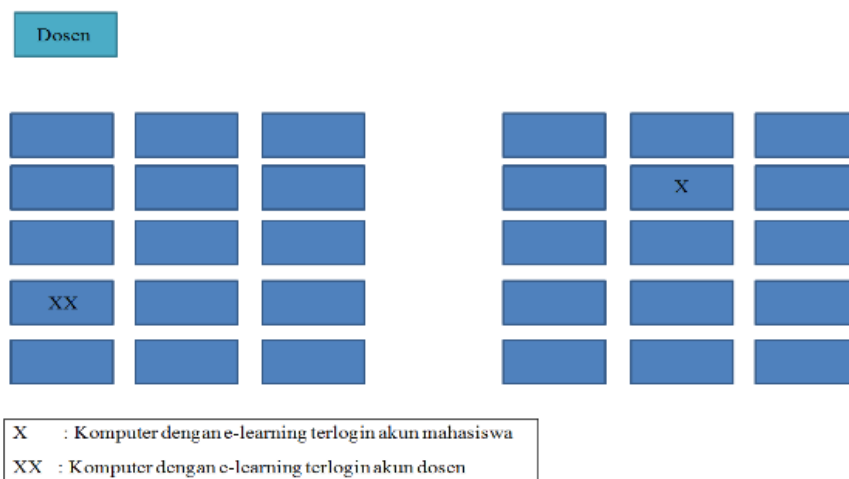 Dosen
X
XX
X : Komputer dengan e-learning terlogin akun mahasiswa
XX : Komputer dengan e-learning terlogin akun dosen